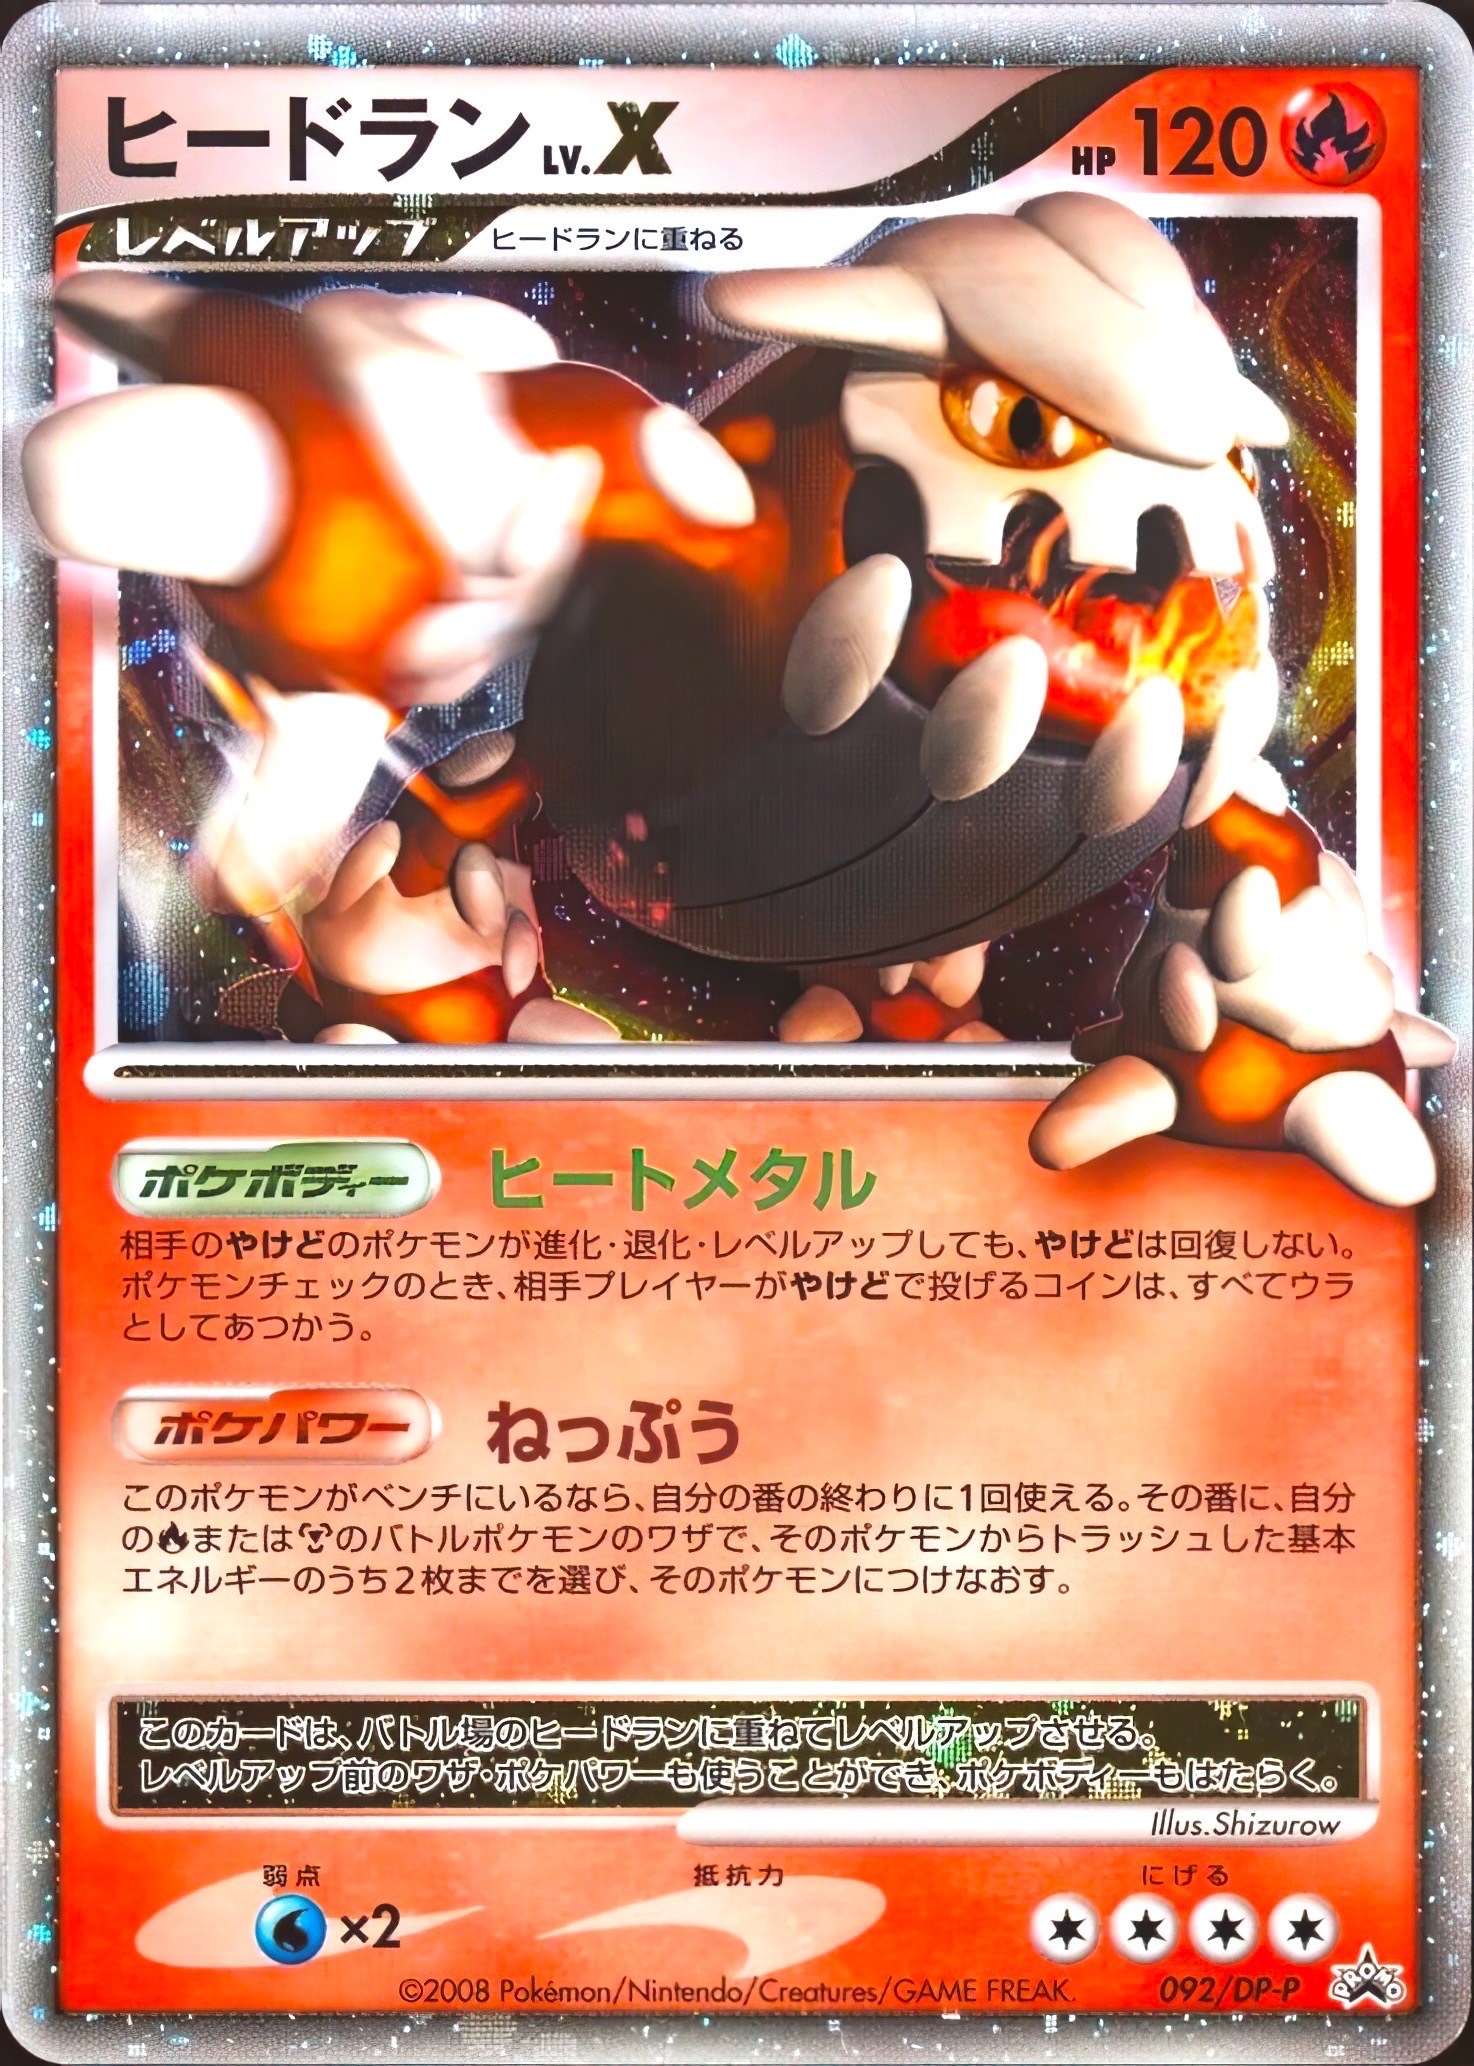 ヒードラン LV.X HP 120
レベルアップ ヒードランに重ねる
ポケボディー ヒートメタル
相手のやけどのポケモンが進化・退化・レベルアップしても、やけどは回復しない。
ポケモンチェックのとき、相手プレイヤーがやけどで投げるコインは、すべてウラ
としてあつかう。
ポケパワー ねっぷう
このポケモンがベンチにいるなら、自分の番の終わりに1回使える。その番に、自分
のまたはのバトルポケモンのワザで、そのポケモンからトラッシュした基本
エネルギーのうち2枚までを選び、そのポケモンにつけなおす。
このカードは、バトル場のヒードランに重ねてレベルアップさせる。
レベルアップ前のワザ・ポケパワーも使うことができ、ポケボディーもはたらく。
Illus.Shizurow
弱点 抵抗力 にげる
×2
©2008 Pokémon/Nintendo/Creatures/GAME FREAK. 092/DP-P PROMO